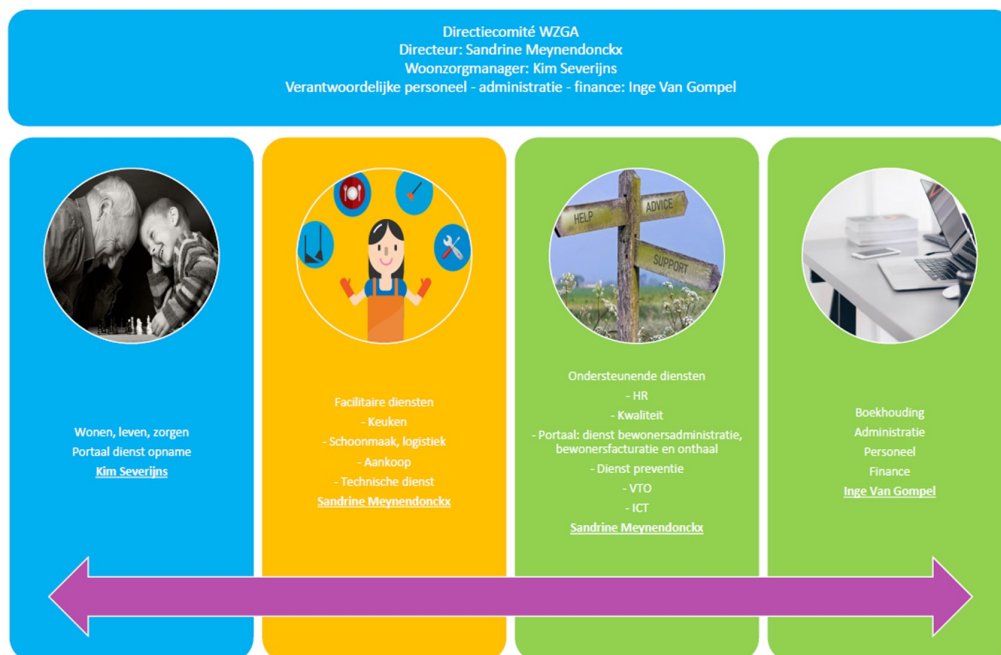 Directiecomité WZGA
Directeur: Sandrine Meynendonckx
Woonzorgmanager: Kim Severijns
Verantwoordelijke personeel - administratie - finance: Inge Van Gompel
Wonen, leven, zorgen
Portaal dienst opname
Kim Severijns
Facilitaire diensten
- Keuken
- Schoonmaak, logistiek
- Aankoop
- Technische dienst
Sandrine Meynendonckx
HELP
ADVICE
SUPPORT
Ondersteunende diensten
- HR
- Kwaliteit
- Portaal: dienst bewonersadministratie,
bewonersfacturatie en onthaal
- Dienst preventie
- VTO
- ICT
Sandrine Meynendonckx
Boekhouding
Administratie
Personeel
Finance
Inge Van Gompel